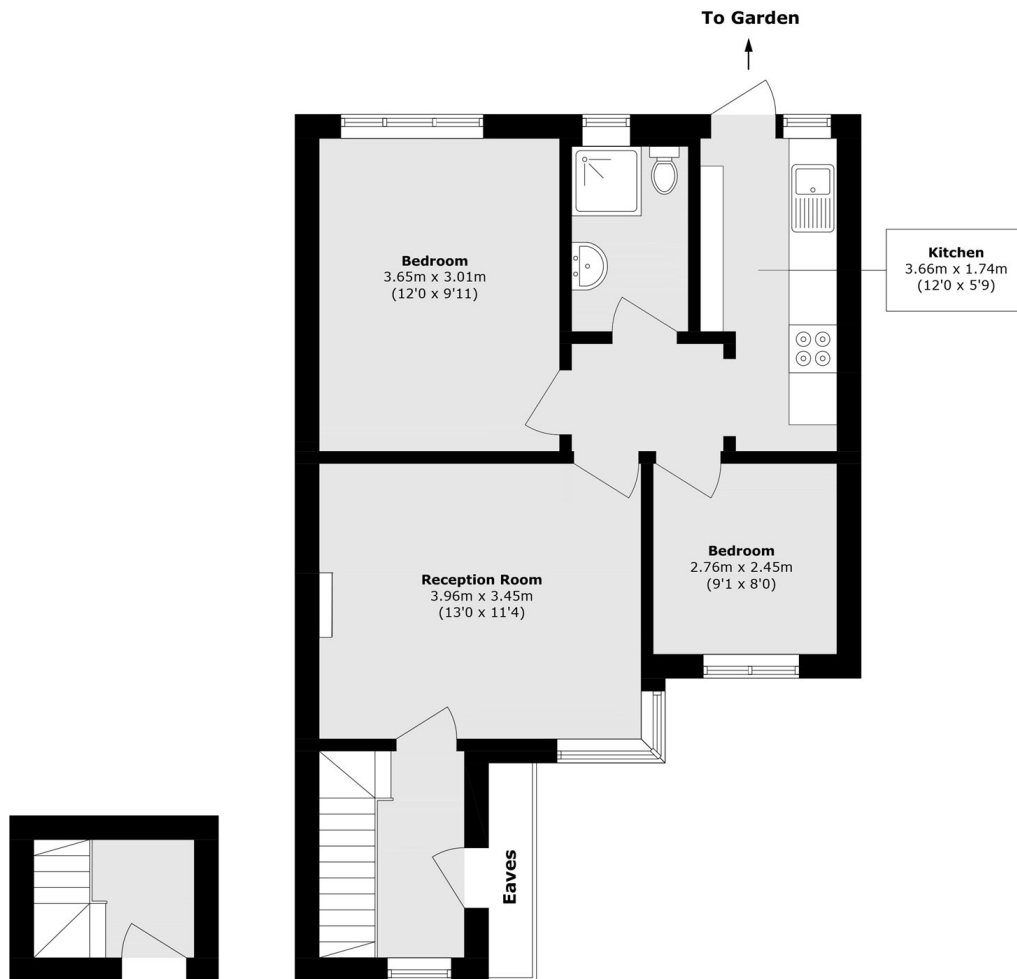 To Garden
Bedroom
3.65m x 3.01m
(12'0 x 9'11)
Kitchen
3.66m x 1.74m
(12'0 x 5'9)
Reception Room
3.96m x 3.45m
(13'0 x 11'4)
Bedroom
2.76m x 2.45m
(9'1 x 8'0)
Eaves